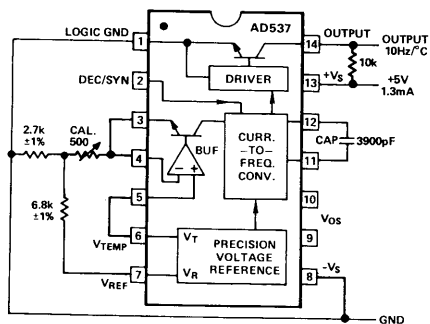 AD537
LOGIC GND
1
14
OUTPUT
OUTPUT
10Hz/°C
10k
DRIVER
13
+VS
+5V
1.3mA
DEC/SYN
2
3
12
2.7k
±1%
CAL.
500
BUF
CURR.
-TO-
FREQ.
CONV.
CAP
3900pF
4
- +
11
5
10
VOS
6.8k
±1%
VTEMP
6
VT
PRECISION
VOLTAGE
REFERENCE
9
VREF
7
VR
8
-VS
GND